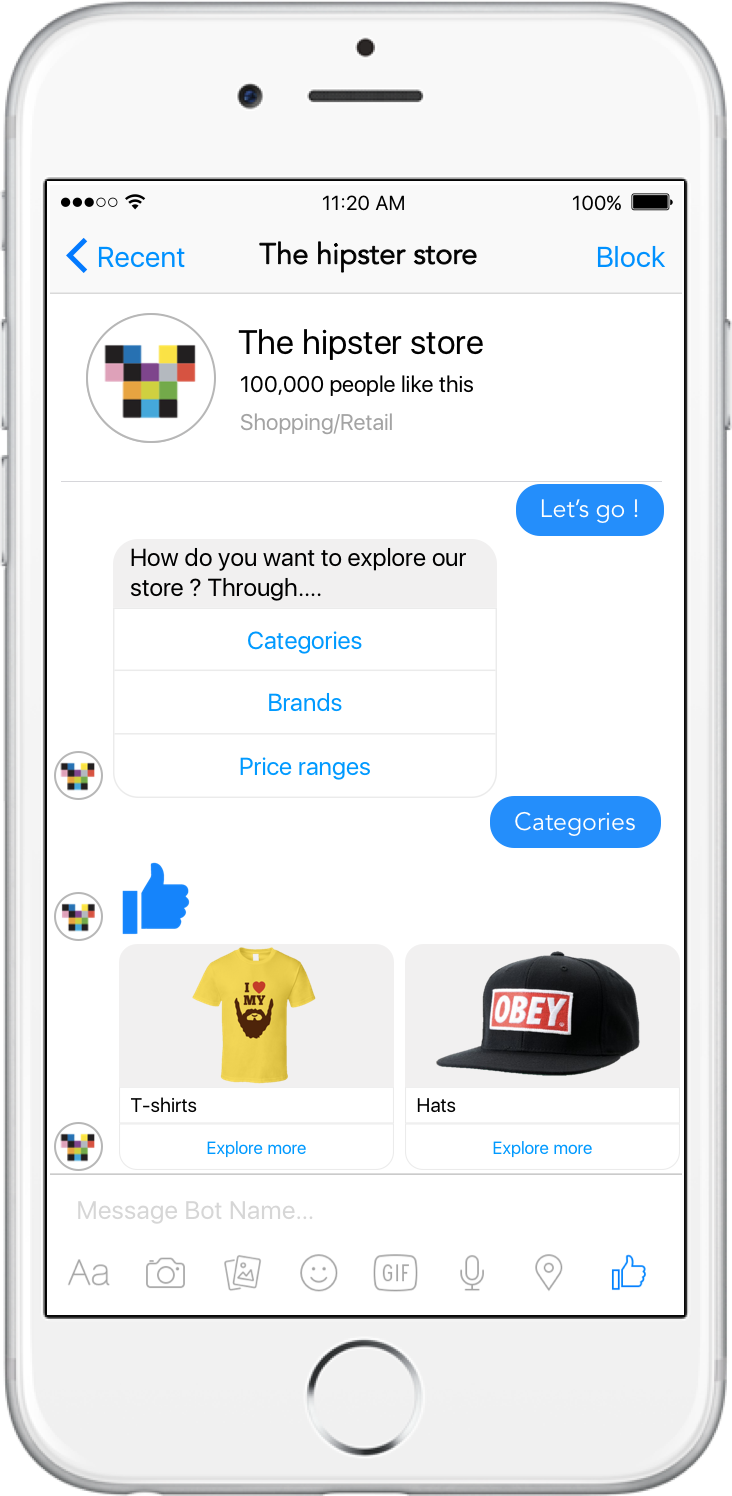 11:20 AM
100%
Recent
The hipster store
Block
The hipster store
100,000 people like this
Shopping/Retail
Let's go !
How do you want to explore our
store ? Through....
Categories
Brands
Price ranges
Categories
I
MY
OBEY
T-shirts
Hats
Explore more
Explore more
Message Bot Name...
Aa
GIF